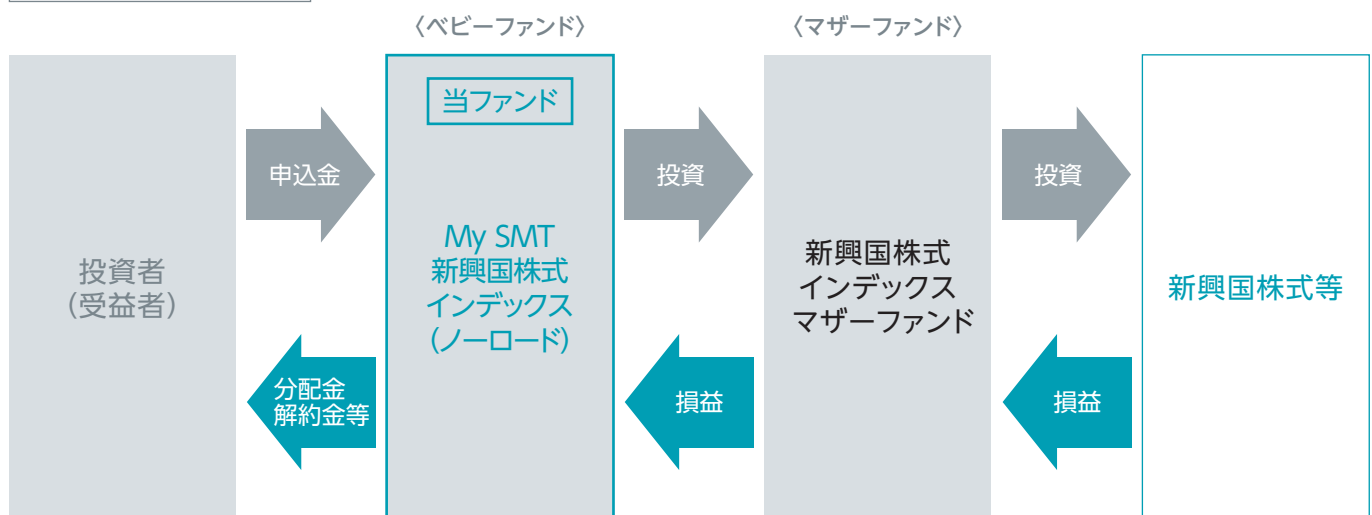 〈ベビーファンド〉
〈マザーファンド〉
投資者
(受益者)
申込金
分配金
解約金等
当ファンド
My SMT
新興国株式
インデックス
(ノーロード)
投資
損益
新興国株式
インデックス
マザーファンド
投資
損益
新興国株式等